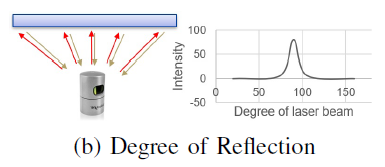 100
50
0
-50
Intensity
0 50 100 150
Degree of laser beam
(b) Degree of Reflection